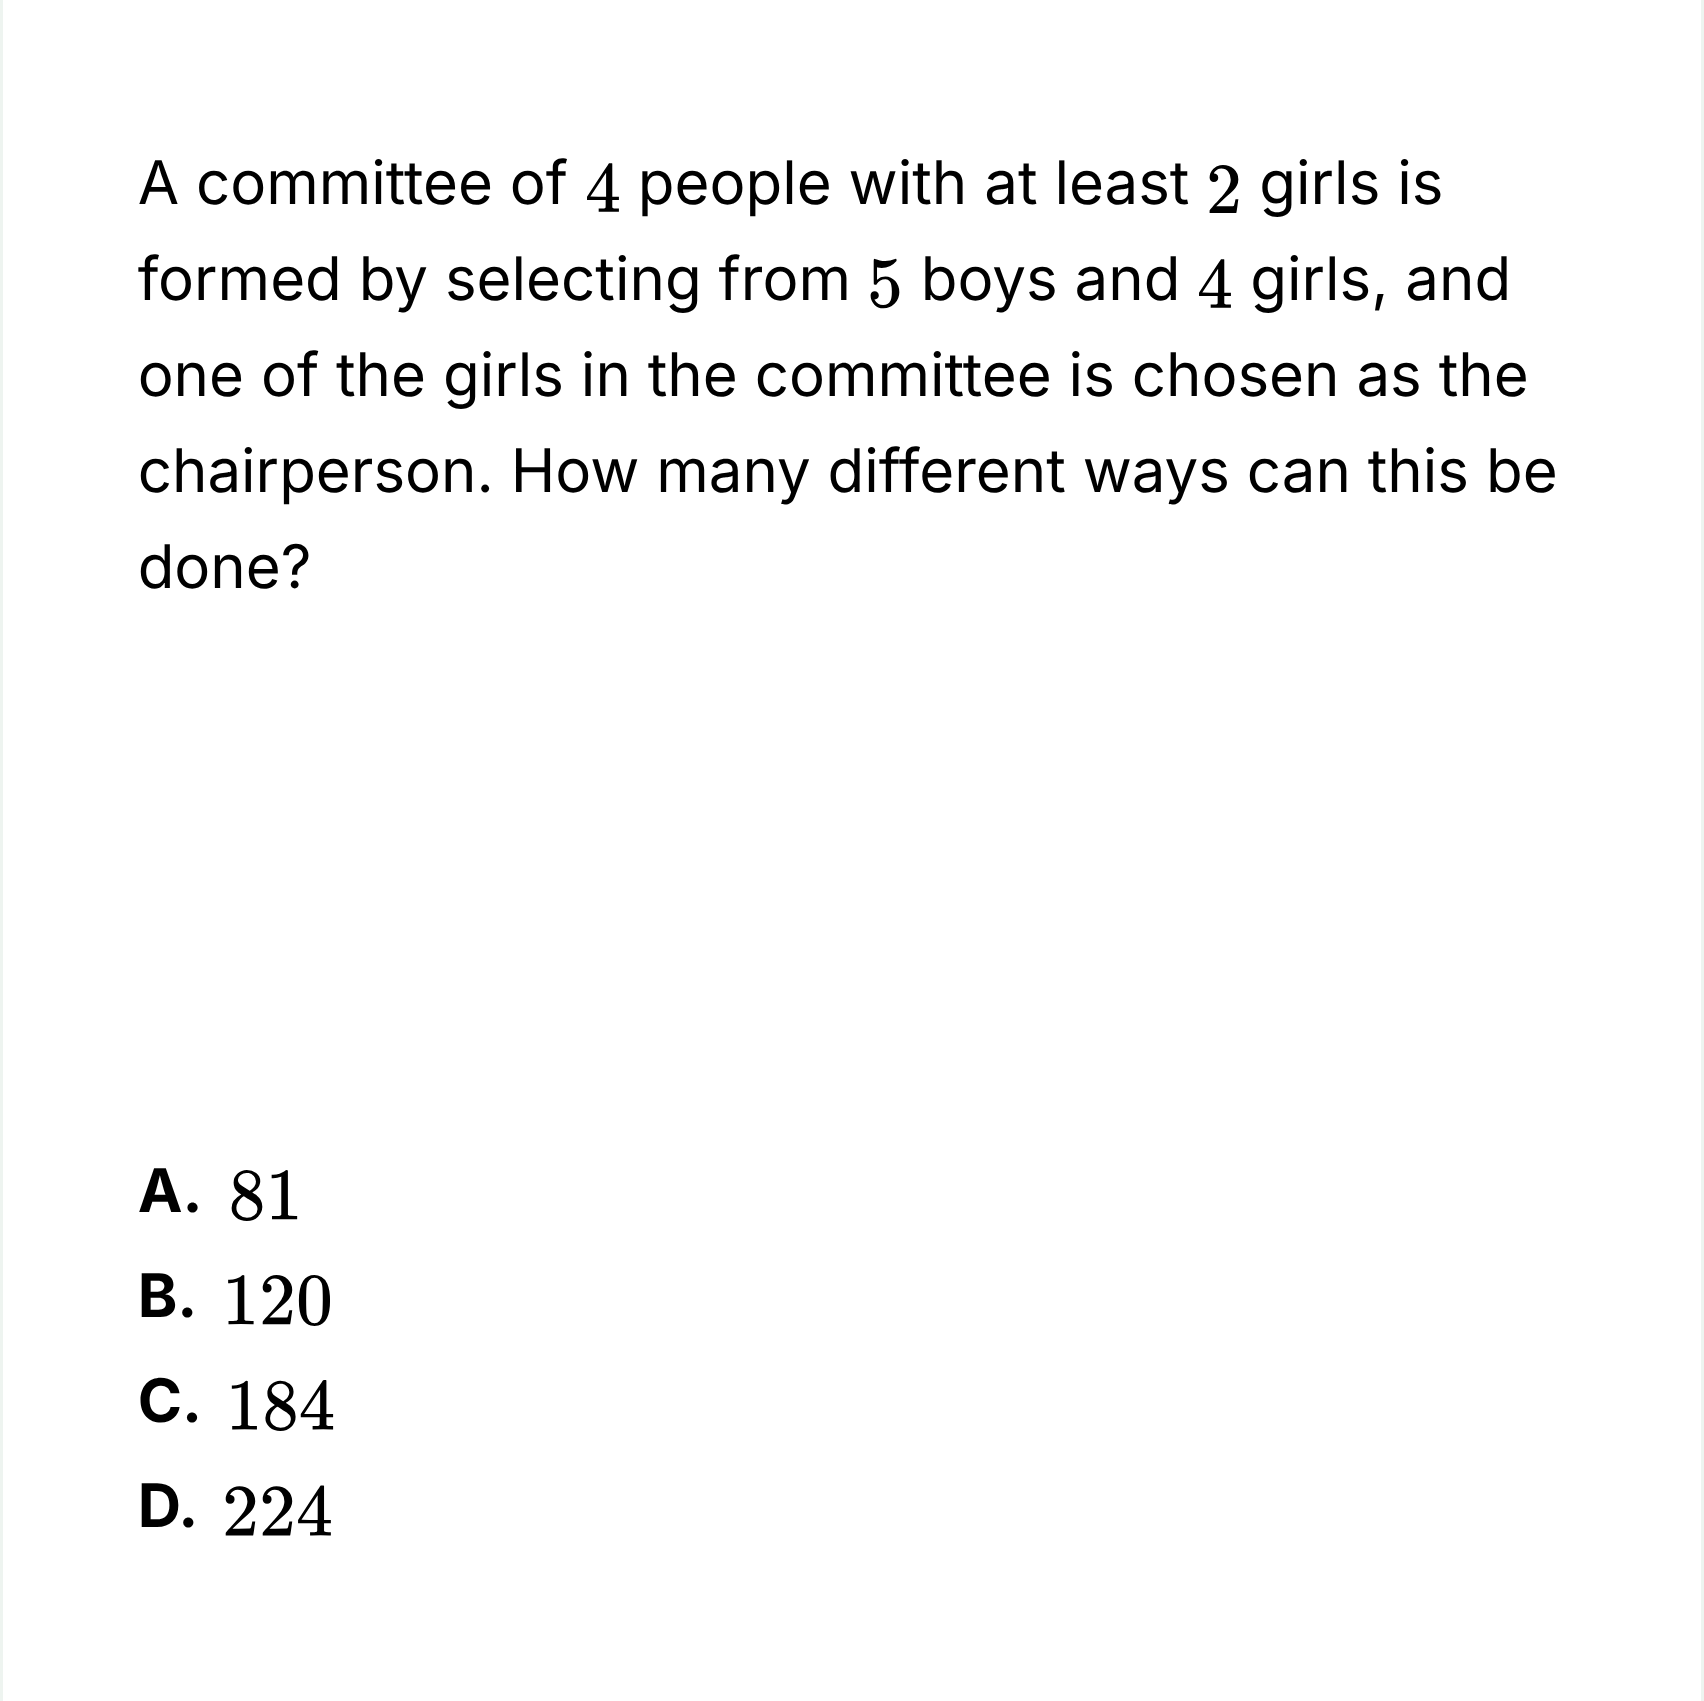 A committee of 4 people with at least 2 girls is
formed by selecting from 5 boys and 4 girls, and
one of the girls in the committee is chosen as the
chairperson. How many different ways can this be
done?
A. 81
B. 120
C. 184
D. 224